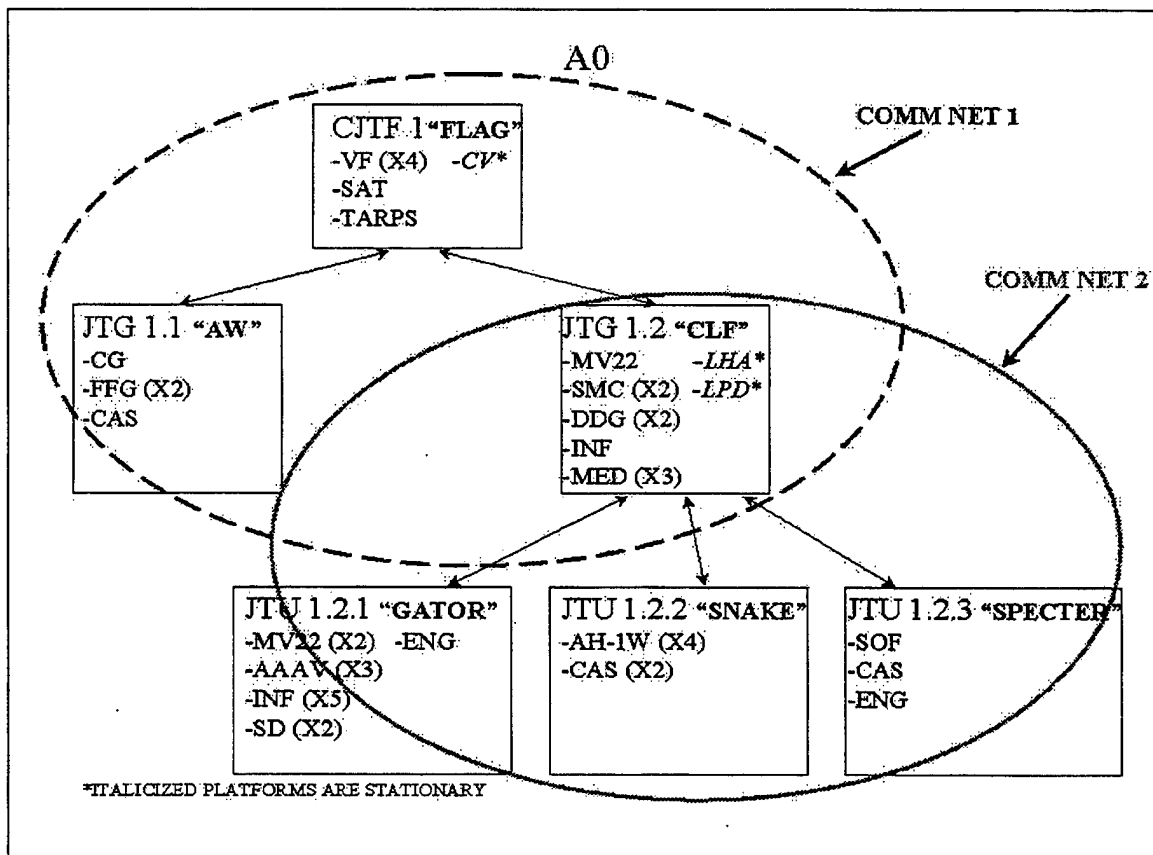 A0
COMM NET 1
CJTF 1 "FLAG"
-VF (X4) -CV*
-SAT
-TARPS
COMM NET 2
JTG 1.1 "AW"
-CG
-FFG (X2)
-CAS
JTG 1.2 "CLF"
-MV22 -LHA*
-SMC (X2) -LPD*
-DDG (X2)
-INF
-MED (X3)
JTU 1.2.1 "GATOR"
-MV22 (X2) -ENG
-AAAV (X3)
-INF (X5)
-SD (X2)
JTU 1.2.2 "SNAKE"
-AH-1W (X4)
-CAS (X2)
JTU 1.2.3 "SPECTER"
-SOF
-CAS
-ENG
*ITALICIZED PLATFORMS ARE STATIONARY